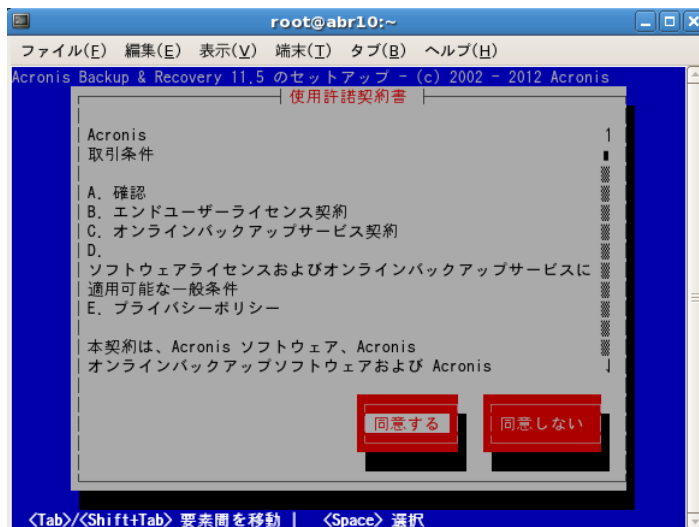 root@abr10:~
ファイル(F) 編集(E) 表示(V) 端末(T) タブ(B) ヘルプ(H)
Acronis Backup & Recovery 11.5 のセットアップ - (c) 2002 - 2012 Acronis
使用許諾契約書
Acronis 1
取引条件
A. 確認
B. エンドユーザーライセンス契約
C. オンラインバックアップサービス契約
D.
ソフトウェアライセンスおよびオンラインバックアップサービスに
適用可能な一般条件
E. プライバシーポリシー
本契約は、Acronis ソフトウェア、Acronis
オンラインバックアップソフトウェアおよび Acronis
同意する 同意しない
<Tab>/<Shift+Tab> 要素間を移動 | <Space> 選択